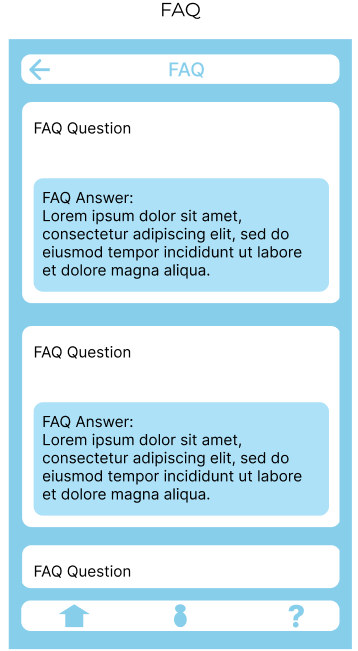 FAQ
FAQ
FAQ Question
FAQ Answer:
Lorem ipsum dolor sit amet,
consectetur adipiscing elit, sed do
eiusmod tempor incididunt ut labore
et dolore magna aliqua.
FAQ Question
FAQ Answer:
Lorem ipsum dolor sit amet,
consectetur adipiscing elit, sed do
eiusmod tempor incididunt ut labore
et dolore magna aliqua.
FAQ Question
?